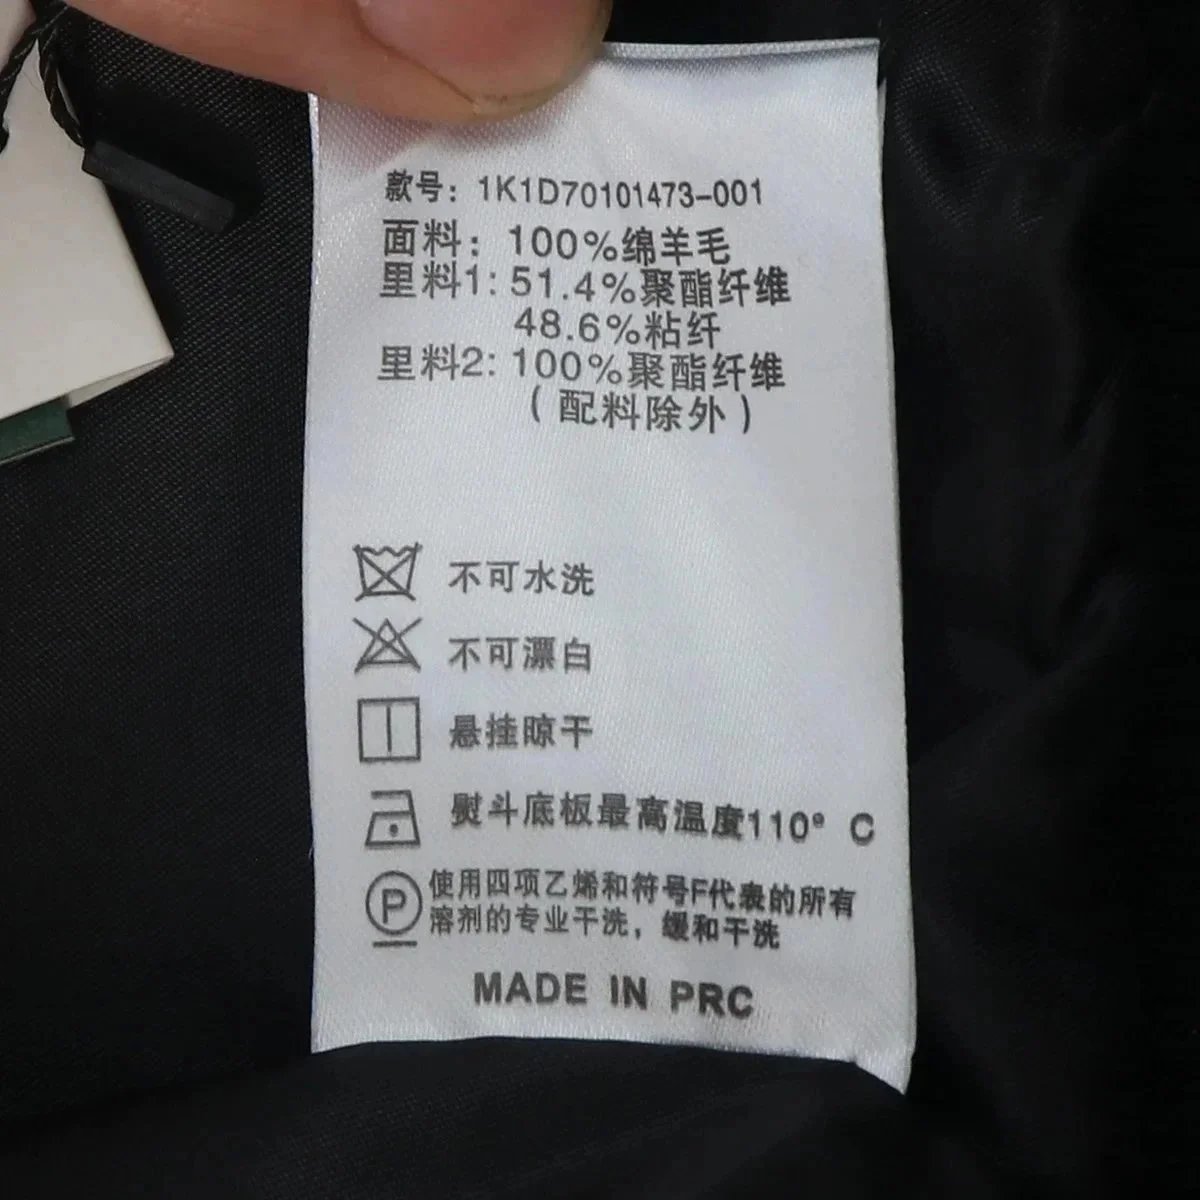 款号：1K1D70101473-001
面料：100%绵羊毛
里料1：51.4%聚酯纤维
48.6%粘纤
里料2：100%聚酯纤维
（配料除外）
不可水洗
不可漂白
悬挂晾干
熨斗底板最高温度110° C
P 使用四项乙烯和符号F代表的所有
溶剂的专业干洗，缓和干洗
MADE IN PRC